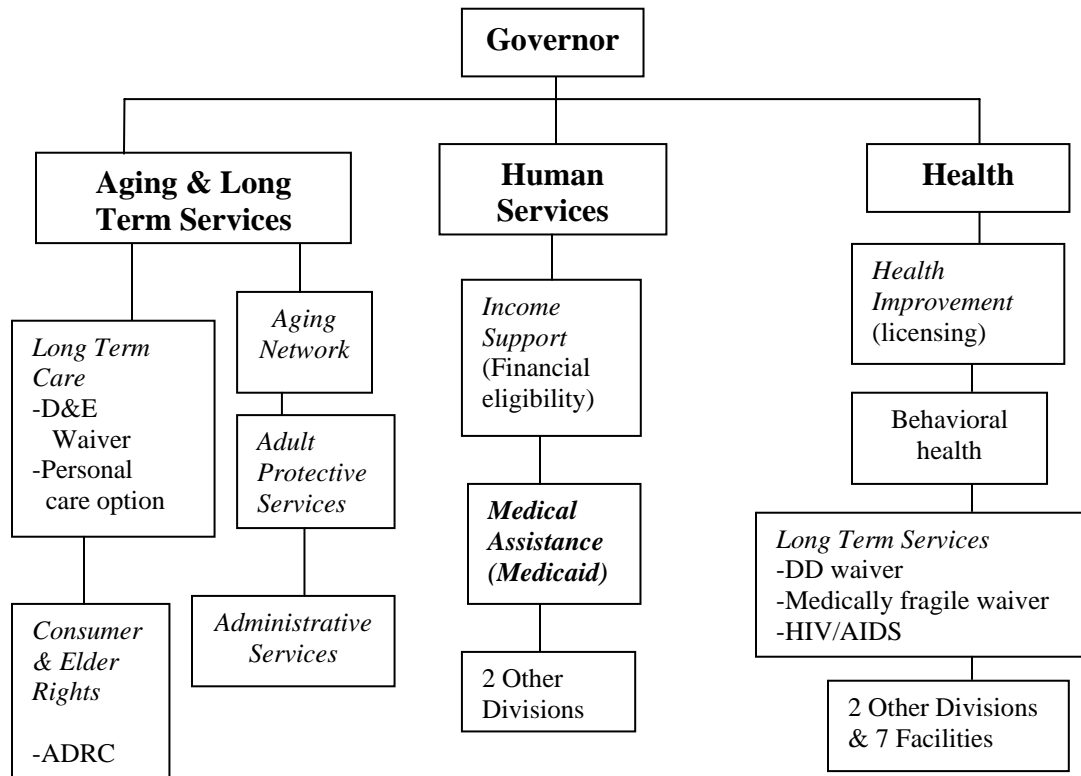 Governor
Aging & Long
Term Services
Human
Services
Health
Long Term
Care
-D&E
Waiver
-Personal
care option
Consumer
& Elder
Rights
-ADRC
Aging
Network
Adult
Protective
Services
Administrative
Services
Income
Support
(Financial
eligibility)
Medical
Assistance
(Medicaid)
2 Other
Divisions
Health
Improvement
(licensing)
Behavioral
health
Long Term Services
-DD waiver
-Medically fragile waiver
-HIV/AIDS
2 Other Divisions
& 7 Facilities